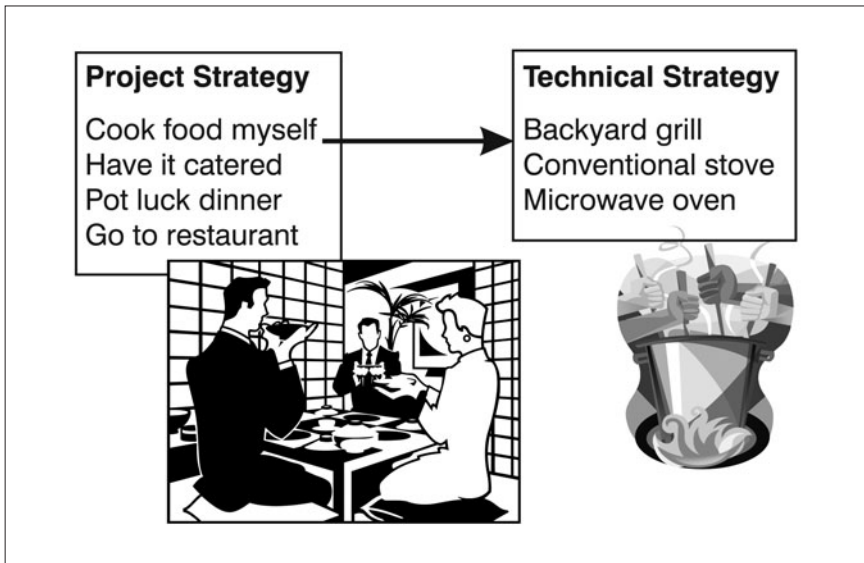 Project Strategy
Cook food myself
Have it catered
Pot luck dinner
Go to restaurant
Technical Strategy
Backyard grill
Conventional stove
Microwave oven